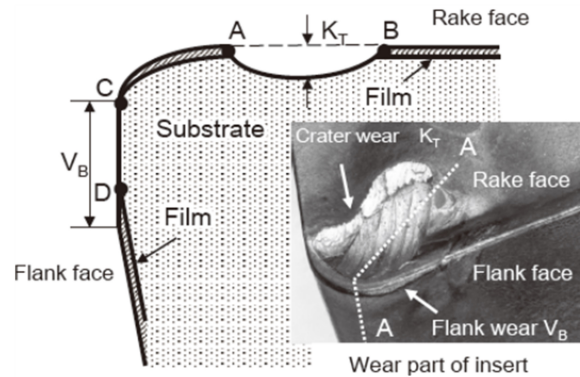 A
K_T
B
Rake face
C
Film
V_B
Substrate
D
Film
Flank face
Crater wear K_T
A
Rake face
Flank face
A
Flank wear V_B
Wear part of insert